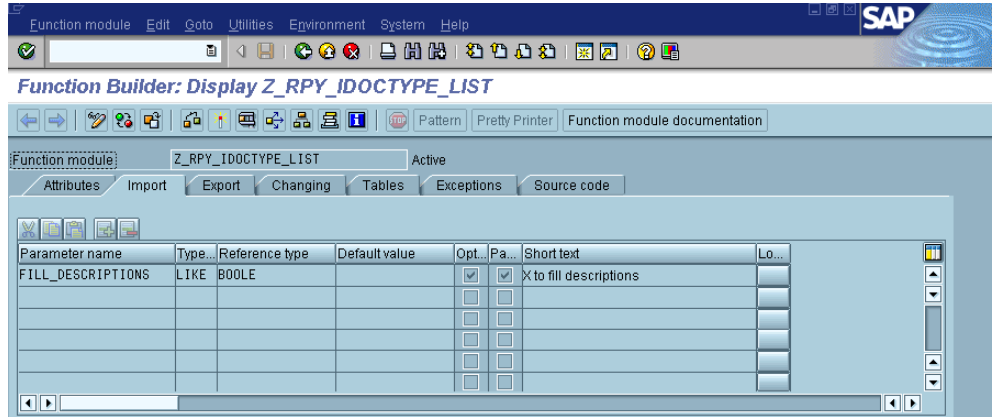 Function module Edit Goto Utilities Environment System Help
SAP
Function Builder: Display Z_RPY_IDOCTYPE_LIST
STOP Pattern Pretty Printer Function module documentation
Function module Z_RPY_IDOCTYPE_LIST Active
Attributes Import Export Changing Tables Exceptions Source code
Parameter name Type... Reference type Default value Opt... Pa... Short text Lo...
FILL_DESCRIPTIONS LIKE BOOLE X to fill descriptions